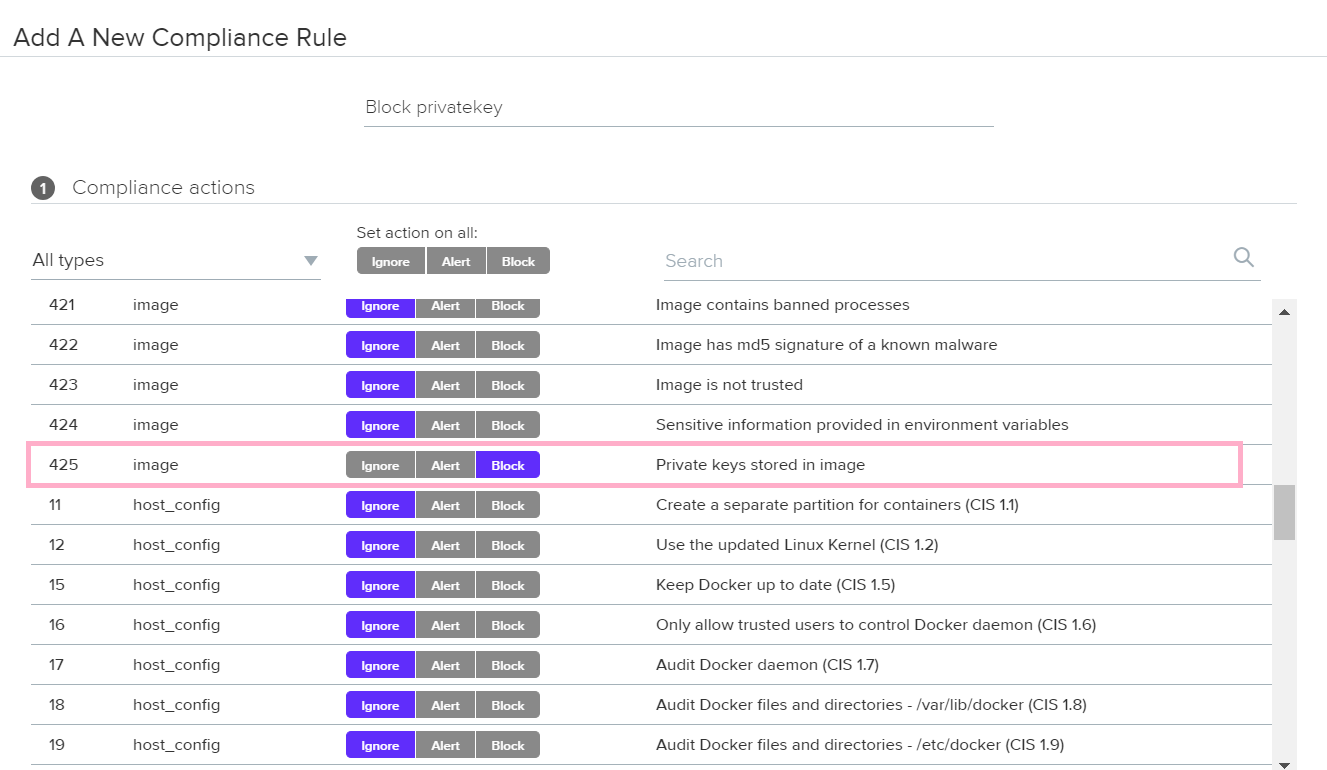 Add A New Compliance Rule
Block privatekey
1 Compliance actions
Set action on all:
All types Ignore Alert Block Search
421 image Ignore Alert Block Image contains banned processes
422 image Ignore Alert Block Image has md5 signature of a known malware
423 image Ignore Alert Block Image is not trusted
424 image Ignore Alert Block Sensitive information provided in environment variables
425 image Ignore Alert Block Private keys stored in image
11 host_config Ignore Alert Block Create a separate partition for containers (CIS 1.1)
12 host_config Ignore Alert Block Use the updated Linux Kernel (CIS 1.2)
15 host_config Ignore Alert Block Keep Docker up to date (CIS 1.5)
16 host_config Ignore Alert Block Only allow trusted users to control Docker daemon (CIS 1.6)
17 host_config Ignore Alert Block Audit Docker daemon (CIS 1.7)
18 host_config Ignore Alert Block Audit Docker files and directories - /var/lib/docker (CIS 1.8)
19 host_config Ignore Alert Block Audit Docker files and directories - /etc/docker (CIS 1.9)